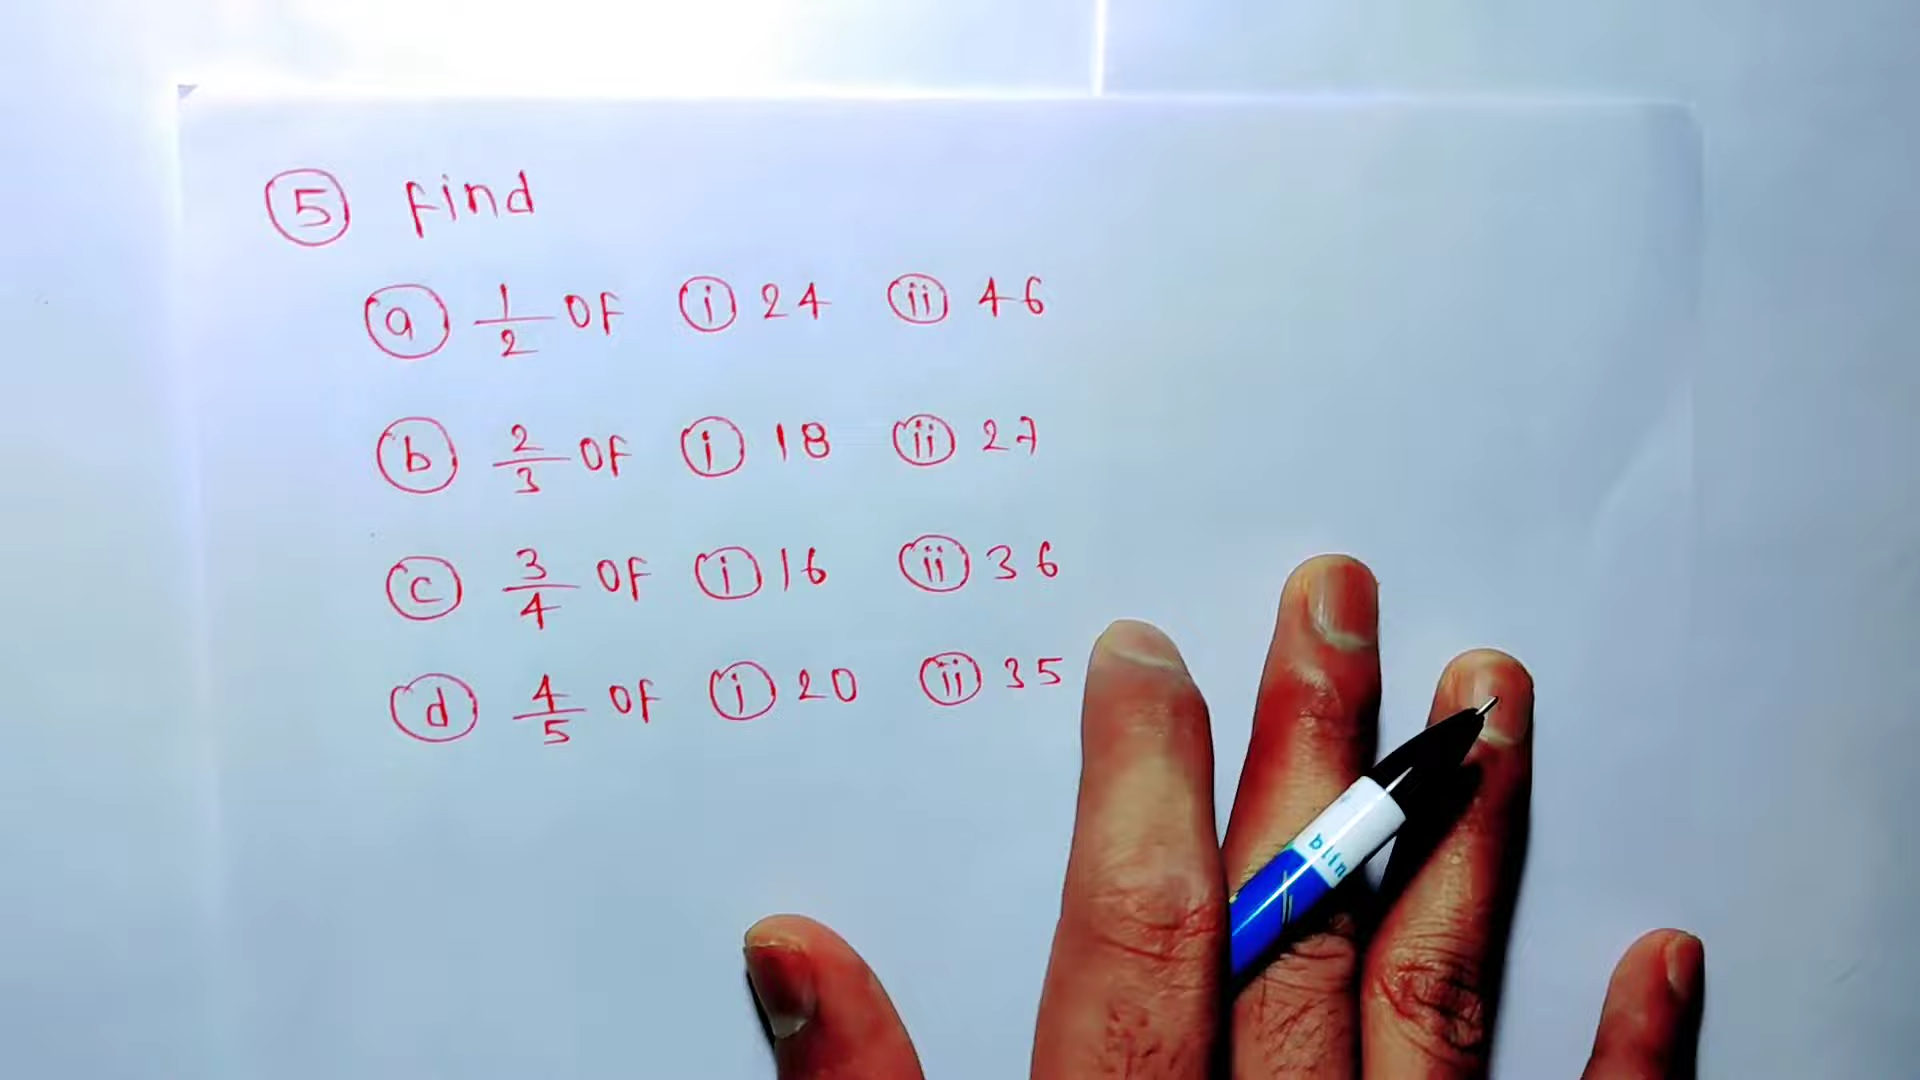 5 Find
a 1/2 OF i 24 ii 46
b 2/3 OF i 18 ii 27
c 3/4 OF i 16 ii 36
d 4/5 OF i 20 ii 35
blin